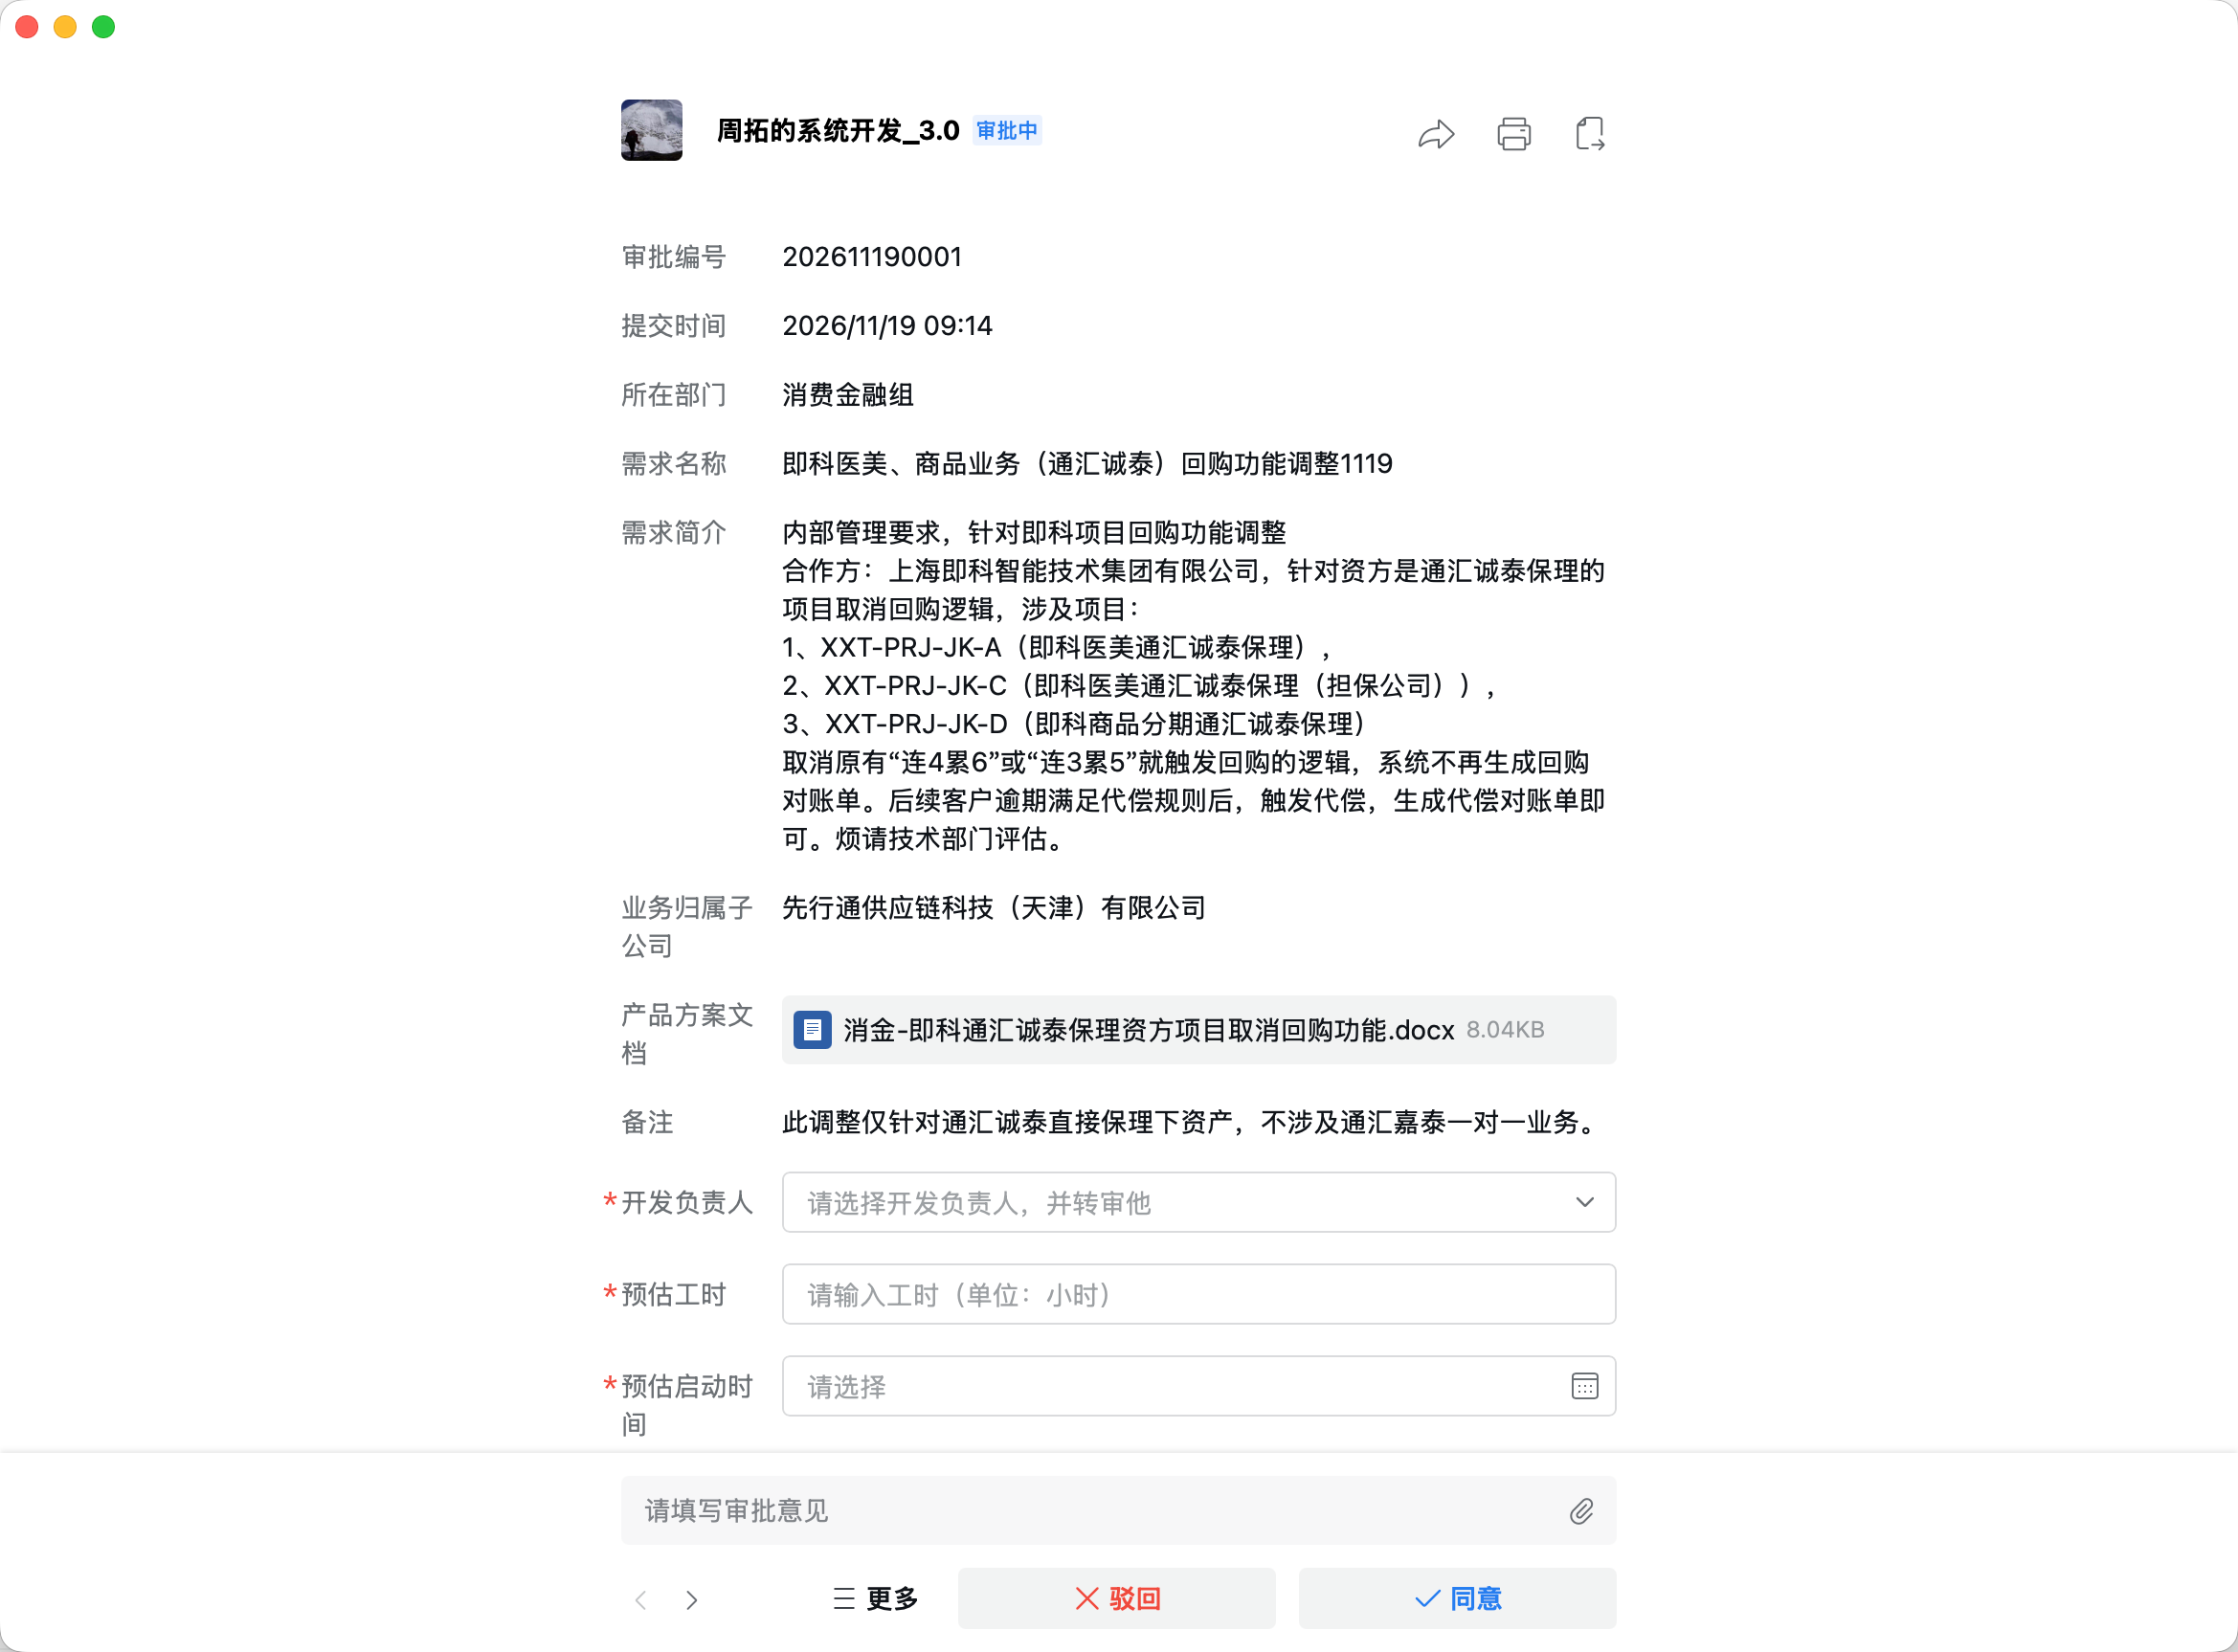 周拓的系统开发_3.0 审批中
审批编号 202611190001
提交时间 2026/11/19 09:14
所在部门 消费金融组
需求名称 即科医美、商品业务（通汇诚泰）回购功能调整1119
需求简介 内部管理要求，针对即科项目回购功能调整
合作方：上海即科智能技术集团有限公司，针对资方是通汇诚泰保理的
项目取消回购逻辑，涉及项目：
1、XXT-PRJ-JK-A（即科医美通汇诚泰保理），
2、XXT-PRJ-JK-C（即科医美通汇诚泰保理（担保公司）），
3、XXT-PRJ-JK-D（即科商品分期通汇诚泰保理）
取消原有“连4累6”或“连3累5”就触发回购的逻辑，系统不再生成回购
对账单。后续客户逾期满足代偿规则后，触发代偿，生成代偿对账单即
可。烦请技术部门评估。
业务归属子 先行通供应链科技（天津）有限公司
公司
产品方案文 消金-即科通汇诚泰保理资方项目取消回购功能.docx 8.04KB
档
备注 此调整仅针对通汇诚泰直接保理下资产，不涉及通汇嘉泰一对一业务。
*开发负责人 请选择开发负责人，并转审他
*预估工时 请输入工时（单位：小时）
*预估启动时 请选择
间
请填写审批意见
更多 驳回 同意